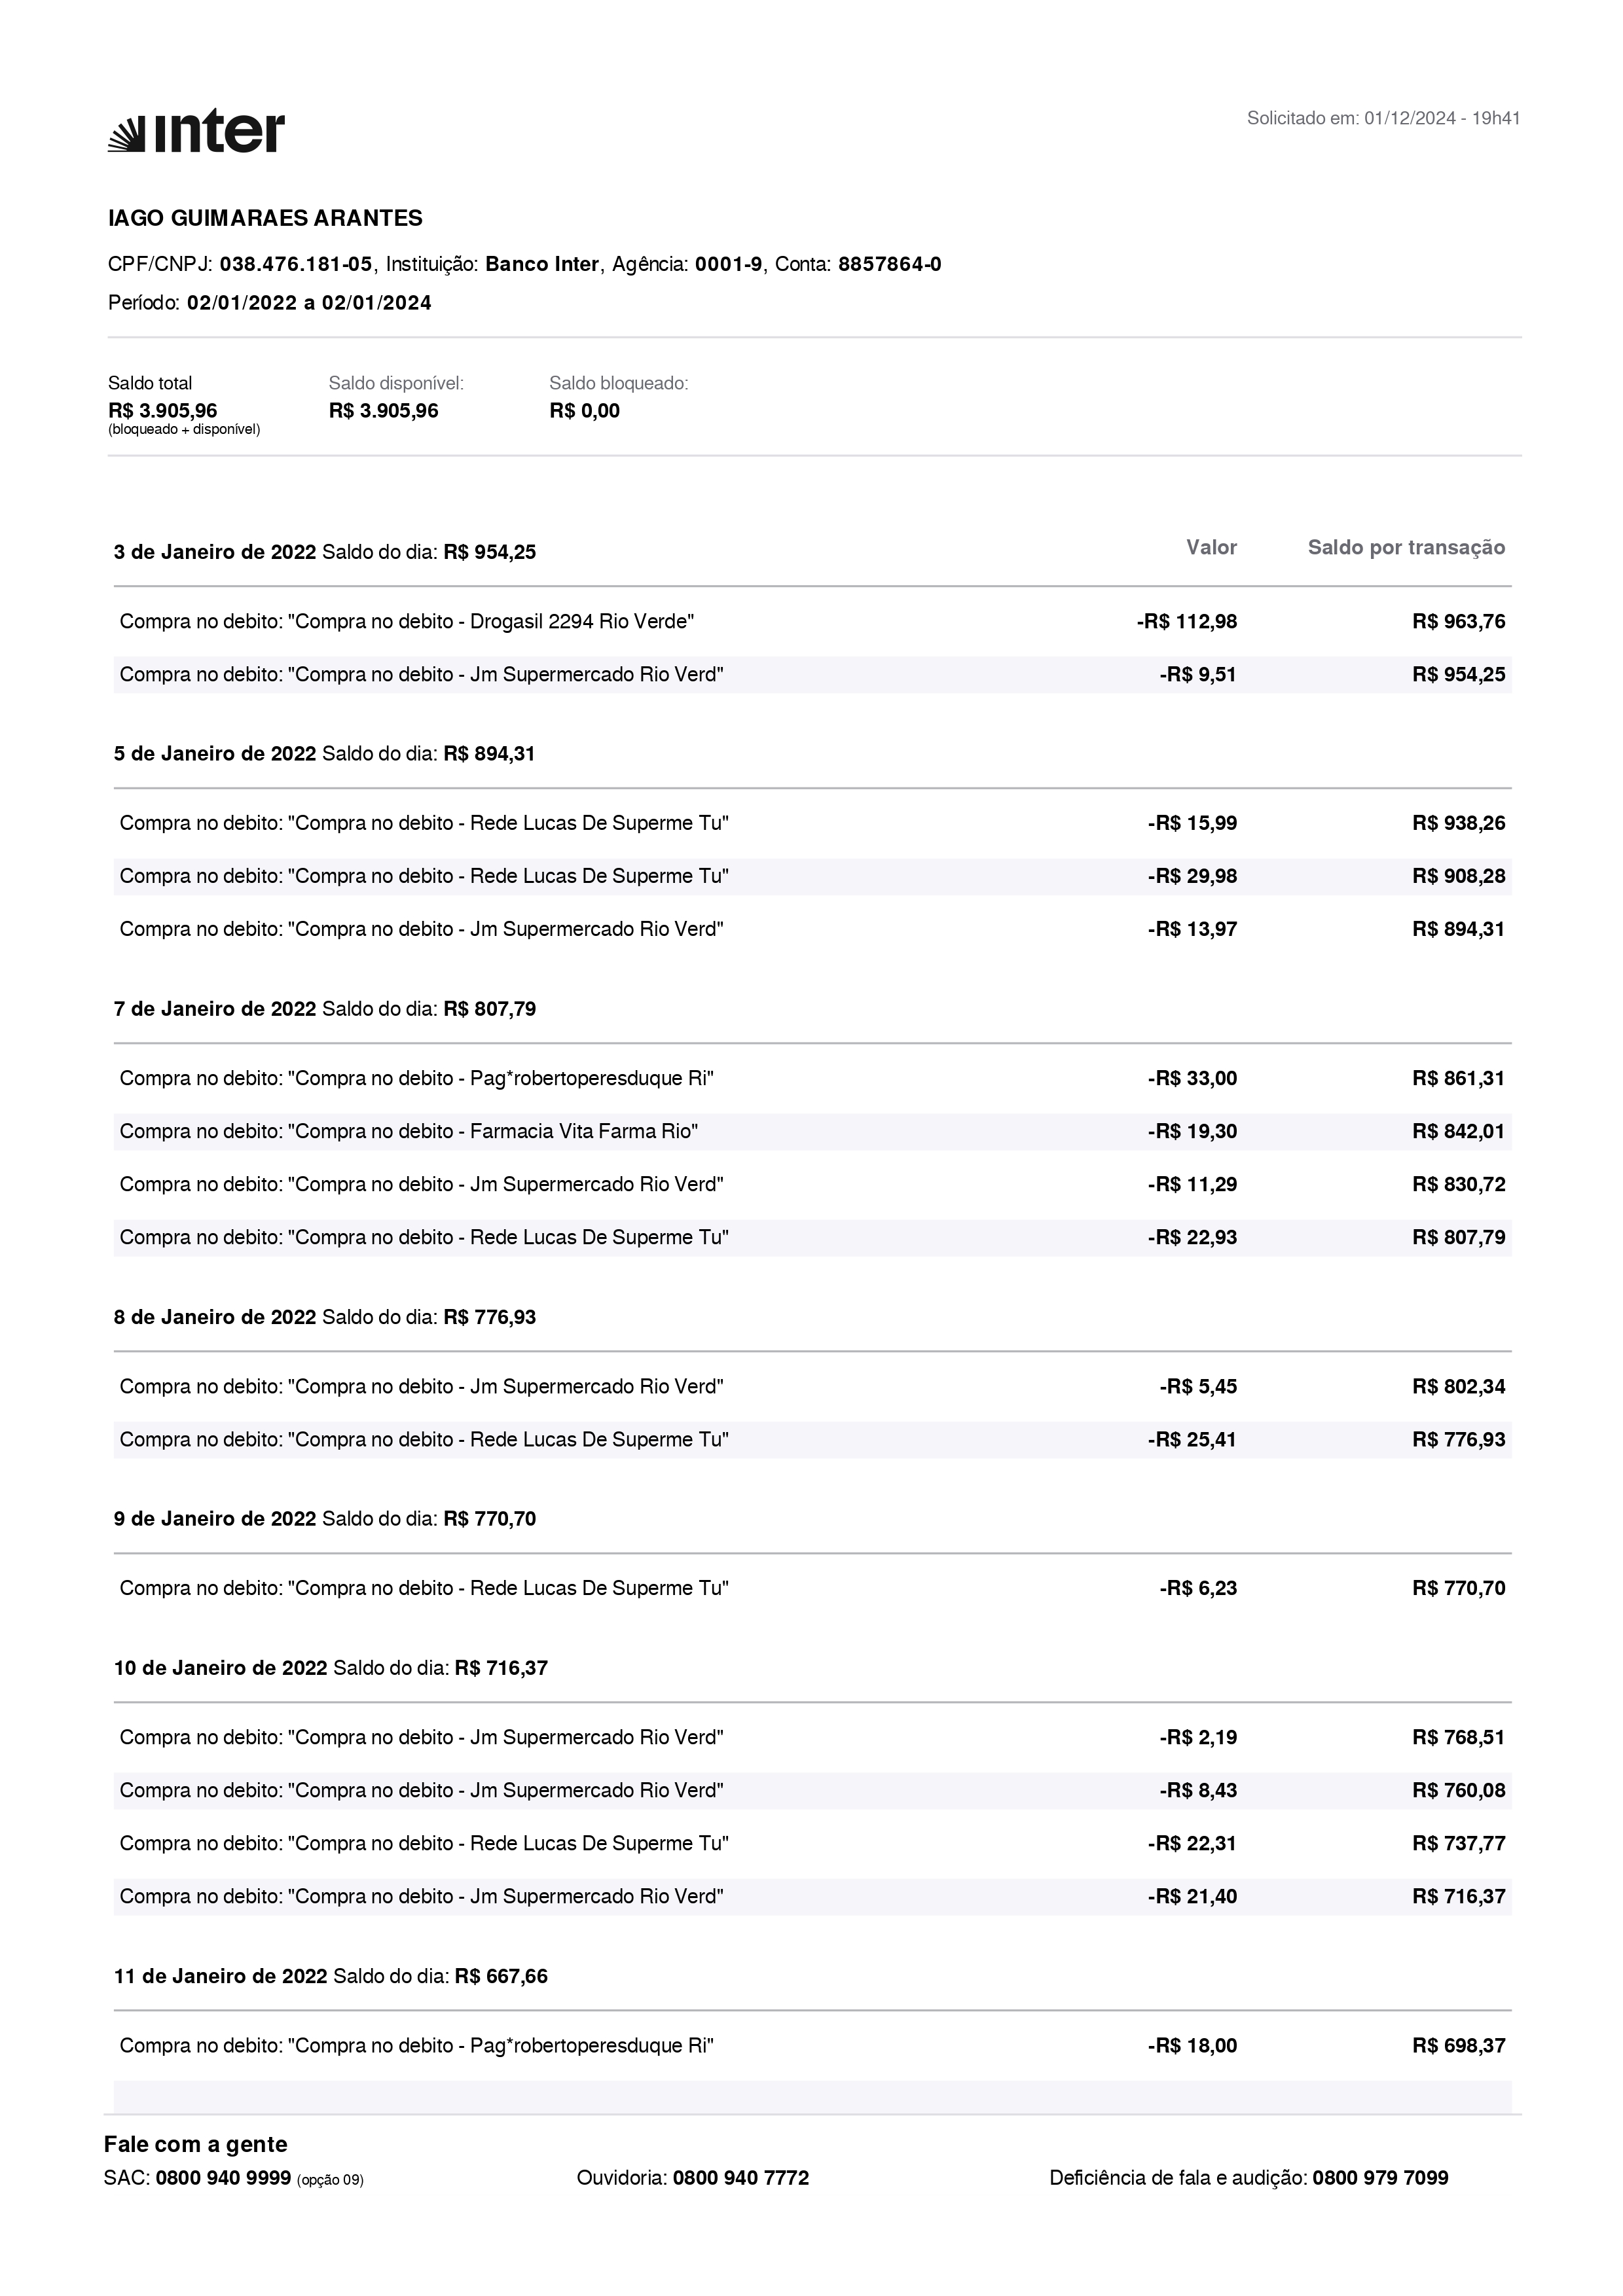 inter
Solicitado em: 01/12/2024 - 19h41
IAGO GUIMARAES ARANTES
CPF/CNPJ: 038.476.181-05, Instituição: Banco Inter, Agência: 0001-9, Conta: 8857864-0
Período: 02/01/2022 a 02/01/2024
Saldo total Saldo disponível: Saldo bloqueado:
R$ 3.905,96 R$ 3.905,96 R$ 0,00
(bloqueado + disponível)
3 de Janeiro de 2022 Saldo do dia: R$ 954,25 Valor Saldo por transação
Compra no debito: "Compra no debito - Drogasil 2294 Rio Verde" -R$ 112,98 R$ 963,76
Compra no debito: "Compra no debito - Jm Supermercado Rio Verd" -R$ 9,51 R$ 954,25
5 de Janeiro de 2022 Saldo do dia: R$ 894,31
Compra no debito: "Compra no debito - Rede Lucas De Superme Tu" -R$ 15,99 R$ 938,26
Compra no debito: "Compra no debito - Rede Lucas De Superme Tu" -R$ 29,98 R$ 908,28
Compra no debito: "Compra no debito - Jm Supermercado Rio Verd" -R$ 13,97 R$ 894,31
7 de Janeiro de 2022 Saldo do dia: R$ 807,79
Compra no debito: "Compra no debito - Pag*robertoperesduque Ri" -R$ 33,00 R$ 861,31
Compra no debito: "Compra no debito - Farmacia Vita Farma Rio" -R$ 19,30 R$ 842,01
Compra no debito: "Compra no debito - Jm Supermercado Rio Verd" -R$ 11,29 R$ 830,72
Compra no debito: "Compra no debito - Rede Lucas De Superme Tu" -R$ 22,93 R$ 807,79
8 de Janeiro de 2022 Saldo do dia: R$ 776,93
Compra no debito: "Compra no debito - Jm Supermercado Rio Verd" -R$ 5,45 R$ 802,34
Compra no debito: "Compra no debito - Rede Lucas De Superme Tu" -R$ 25,41 R$ 776,93
9 de Janeiro de 2022 Saldo do dia: R$ 770,70
Compra no debito: "Compra no debito - Rede Lucas De Superme Tu" -R$ 6,23 R$ 770,70
10 de Janeiro de 2022 Saldo do dia: R$ 716,37
Compra no debito: "Compra no debito - Jm Supermercado Rio Verd" -R$ 2,19 R$ 768,51
Compra no debito: "Compra no debito - Jm Supermercado Rio Verd" -R$ 8,43 R$ 760,08
Compra no debito: "Compra no debito - Rede Lucas De Superme Tu" -R$ 22,31 R$ 737,77
Compra no debito: "Compra no debito - Jm Supermercado Rio Verd" -R$ 21,40 R$ 716,37
11 de Janeiro de 2022 Saldo do dia: R$ 667,66
Compra no debito: "Compra no debito - Pag*robertoperesduque Ri" -R$ 18,00 R$ 698,37
Fale com a gente
SAC: 0800 940 9999 (opção 09) Ouvidoria: 0800 940 7772 Deficiência de fala e audição: 0800 979 7099